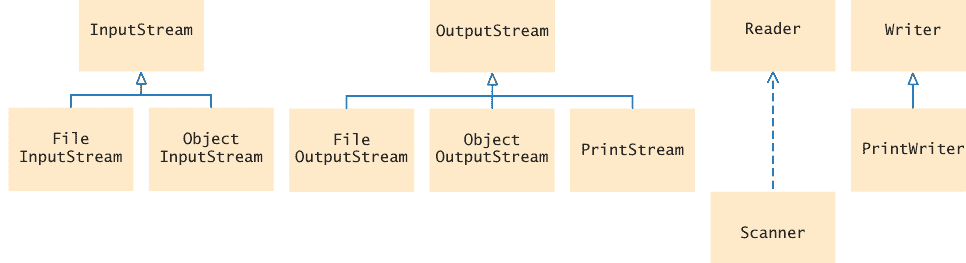 InputStream
OutputStream
Reader
Writer
File
InputStream
Object
InputStream
File
OutputStream
Object
OutputStream
PrintStream
PrintWriter
Scanner